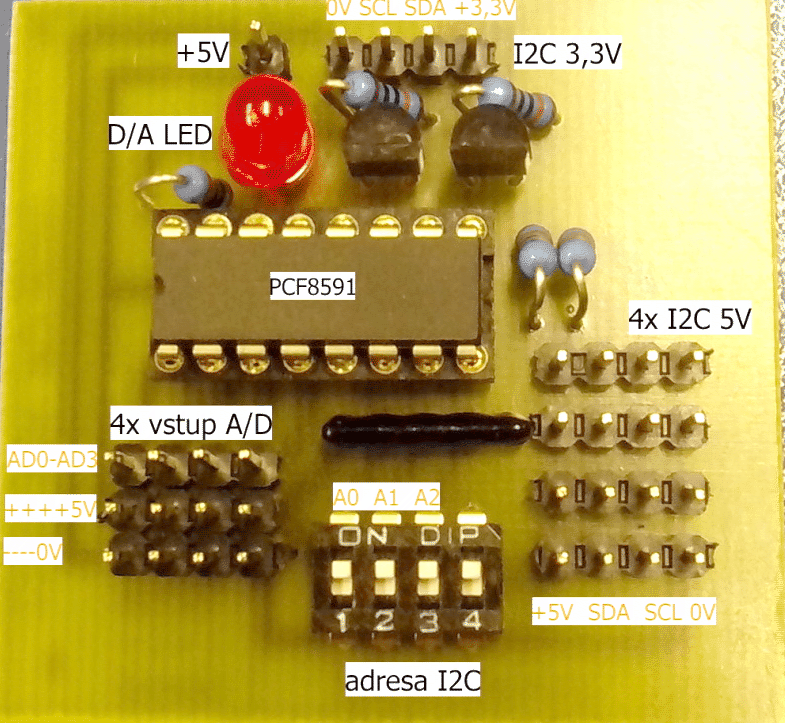 0V SCL SDA +3,3V
+5V
I2C 3,3V
D/A LED
PCF8591
4x I2C 5V
4x vstup A/D
AD0-AD3
++++5V
----0V
A0 A1 A2
ON DIP
1 2 3 4
+5V SDA SCL 0V
adresa I2C